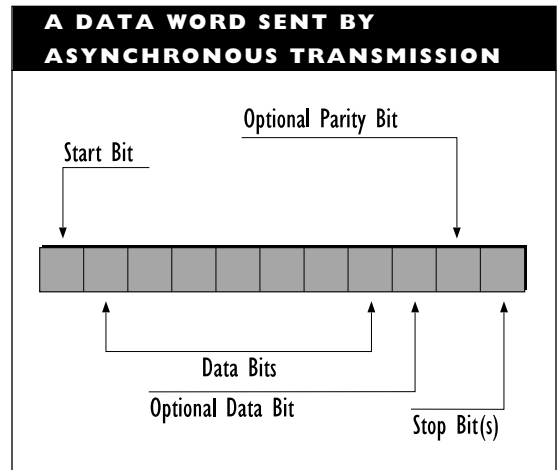 A DATA WORD SENT BY
ASYNCHRONOUS TRANSMISSION
Optional Parity Bit
Start Bit
Data Bits
Optional Data Bit
Stop Bit(s)